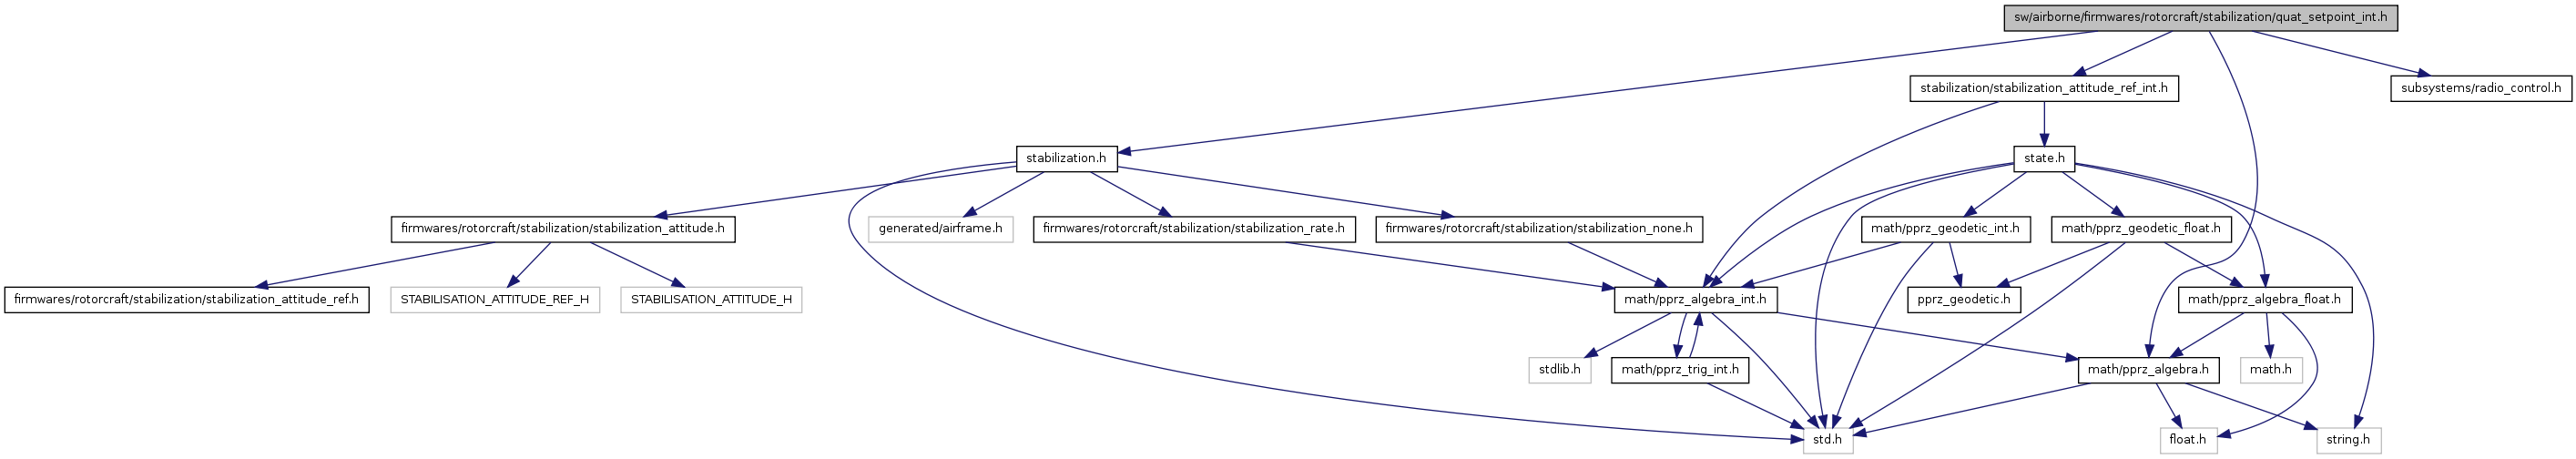 sw/airborne/firmwares/rotorcraft/stabilization/quat_setpoint_int.h
stabilization/stabilization_attitude_ref_int.h
subsystems/radio_control.h
stabilization.h
state.h
firmwares/rotorcraft/stabilization/stabilization_attitude.h
generated/airframe.h
firmwares/rotorcraft/stabilization/stabilization_rate.h
firmwares/rotorcraft/stabilization/stabilization_none.h
math/pprz_geodetic_int.h
math/pprz_geodetic_float.h
firmwares/rotorcraft/stabilization/stabilization_attitude_ref.h
STABILISATION_ATTITUDE_REF_H
STABILISATION_ATTITUDE_H
math/pprz_algebra_int.h
pprz_geodetic.h
math/pprz_algebra_float.h
stdlib.h
math/pprz_trig_int.h
math/pprz_algebra.h
math.h
std.h
float.h
string.h